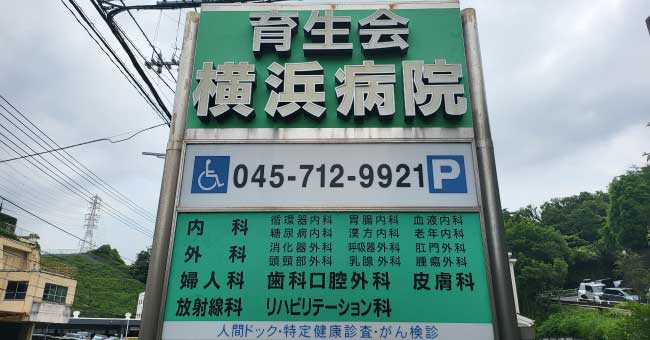 育生会
横浜病院
045-712-9921 P
内科 循環器内科 胃腸内科 血液内科
糖尿病内科 漢方内科 老年内科
外科 消化器外科 呼吸器外科 肛門外科
頭頸部外科 乳腺外科 腫瘍外科
婦人科 歯科口腔外科 皮膚科
放射線科 リハビリテーション科
人間ドック・特定健康診査・がん検診